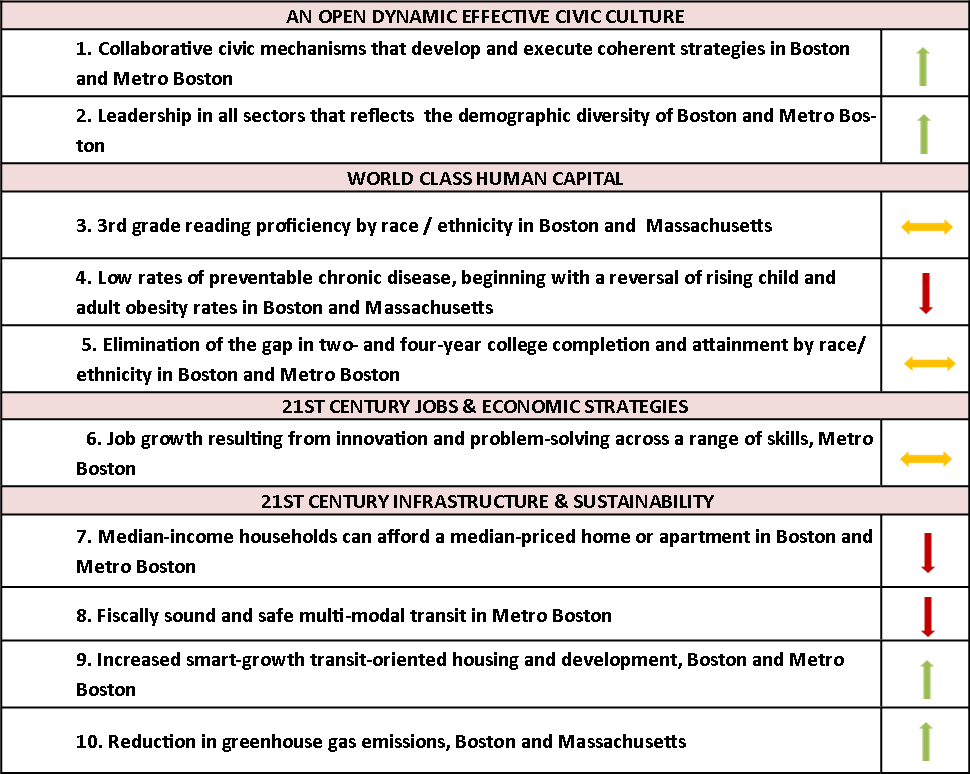 AN OPEN DYNAMIC EFFECTIVE CIVIC CULTURE
1. Collaborative civic mechanisms that develop and execute coherent strategies in Boston
and Metro Boston
2. Leadership in all sectors that reflects the demographic diversity of Boston and Metro Bos-
ton
WORLD CLASS HUMAN CAPITAL
3. 3rd grade reading proficiency by race / ethnicity in Boston and Massachusetts
4. Low rates of preventable chronic disease, beginning with a reversal of rising child and
adult obesity rates in Boston and Massachusetts
5. Elimination of the gap in two- and four-year college completion and attainment by race/
ethnicity in Boston and Metro Boston
21ST CENTURY JOBS & ECONOMIC STRATEGIES
6. Job growth resulting from innovation and problem-solving across a range of skills, Metro
Boston
21ST CENTURY INFRASTRUCTURE & SUSTAINABILITY
7. Median-income households can afford a median-priced home or apartment in Boston and
Metro Boston
8. Fiscally sound and safe multi-modal transit in Metro Boston
9. Increased smart-growth transit-oriented housing and development, Boston and Metro
Boston
10. Reduction in greenhouse gas emissions, Boston and Massachusetts